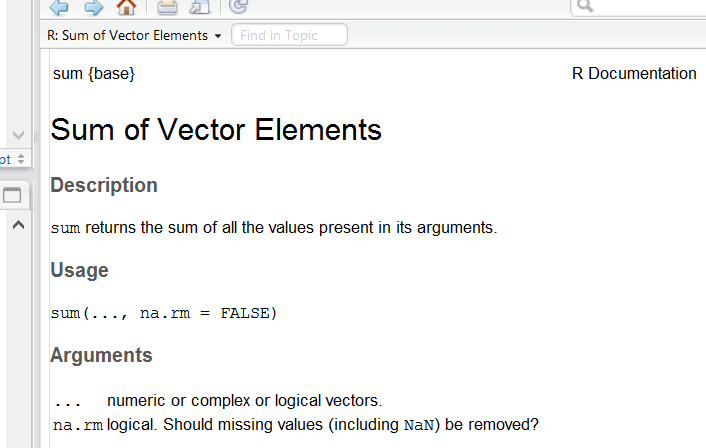 R: Sum of Vector Elements
Find in Topic
sum {base}
R Documentation
Sum of Vector Elements
Description
sum returns the sum of all the values present in its arguments.
Usage
sum(..., na.rm = FALSE)
Arguments
... numeric or complex or logical vectors.
na.rm logical. Should missing values (including NaN) be removed?
pt